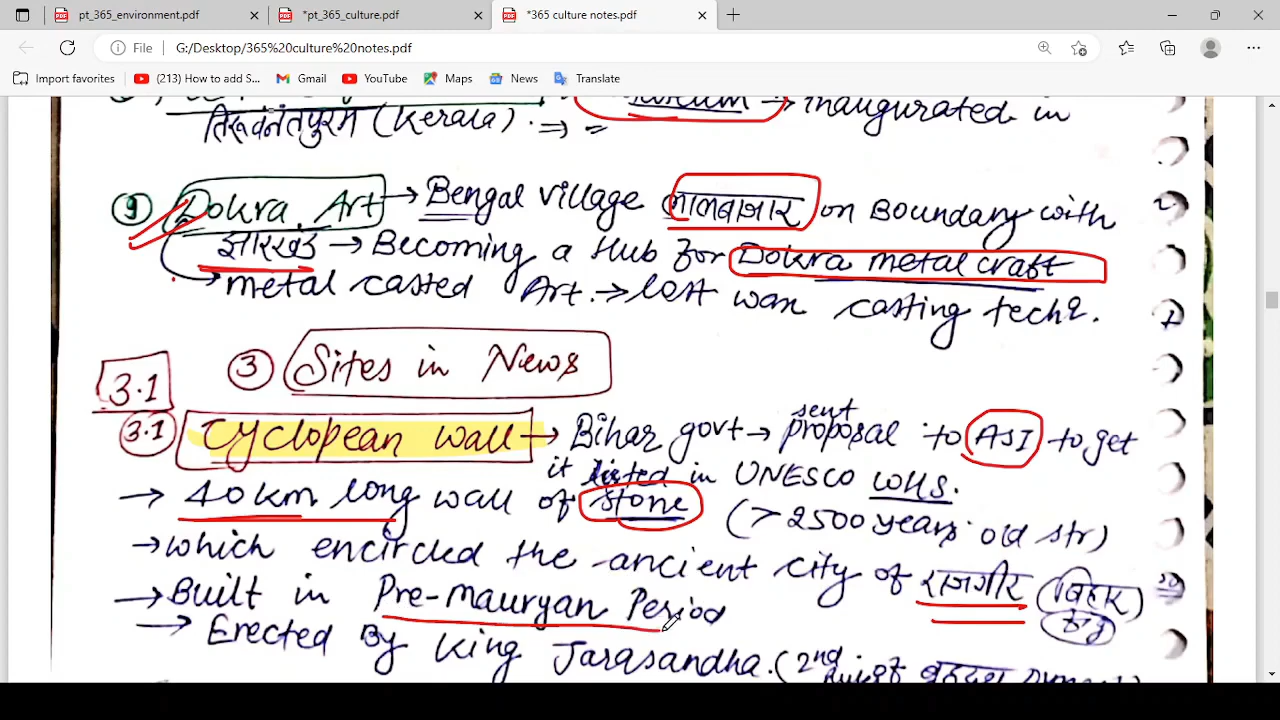 pt_365_environment.pdf
*pt_365_culture.pdf
*365 culture notes.pdf
File G:/Desktop/365%20culture%20notes.pdf
Import favorites
(213) How to add S...
Gmail
YouTube
Maps
News
Translate
→ inaugurated in
(Kerala). ⇒ =
9 Dokra Art → Bengal village लालबाजार on Boundary with
झारखंड → Becoming a Hub for Dokra metal craft
→ metal casted Art. → lost wax casting tech?.
3 Sites in News
3.1
3.1 Cyclopean wall → Bihar govt → sent proposal to ASI to get
it listed in UNESCO WHS.
→ 40km long wall of stone (> 2500 years old str)
→ which encircled the ancient city of राजगीर (बिहार)
→ Built in Pre-Mauryan Period
→ Erected By King Jarasandha. (2nd